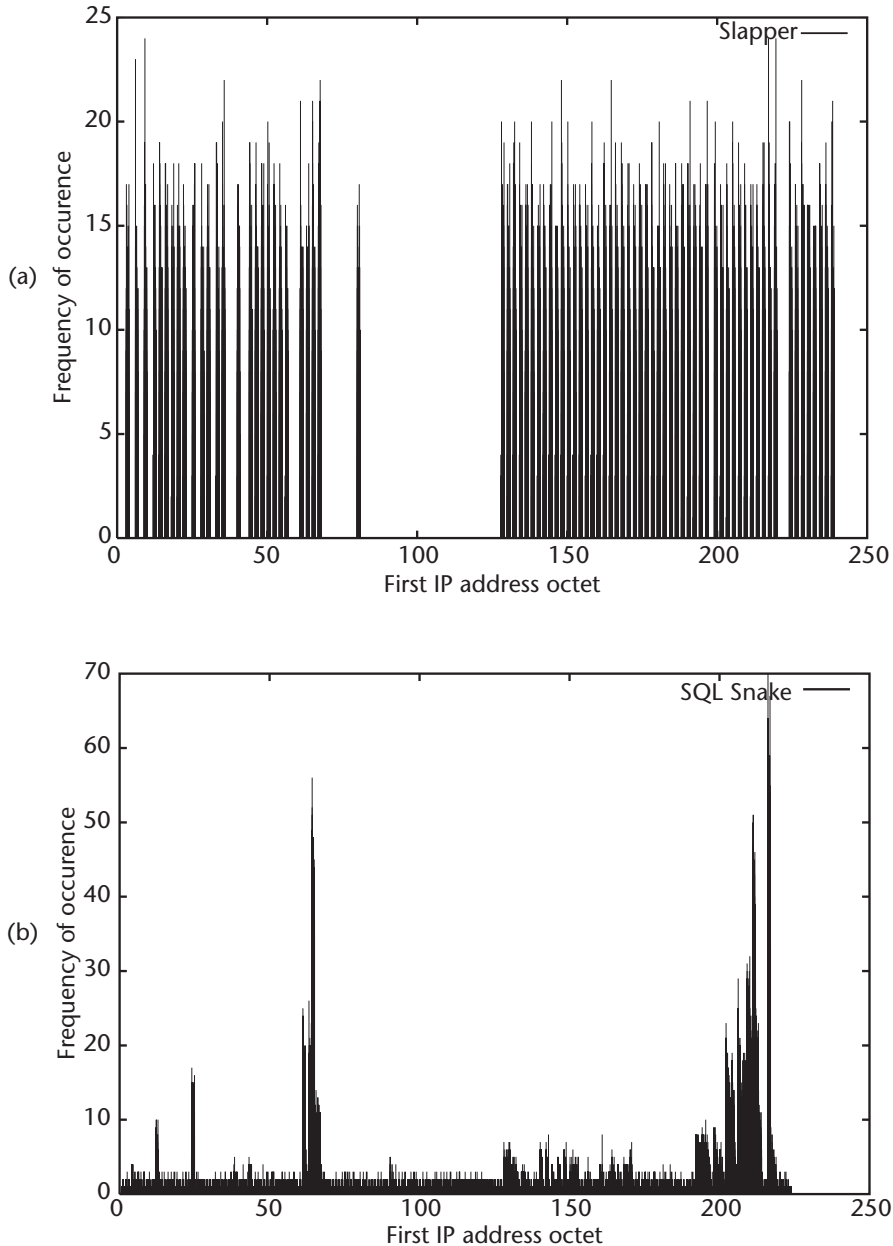 25
Slapper
20
15
(a)
Frequency of occurence
10
5
0
0 50 100 150 200 250
First IP address octet
70
SQL Snake
60
50
40
(b)
Frequency of occurence
30
20
10
0
0 50 100 150 200 250
First IP address octet